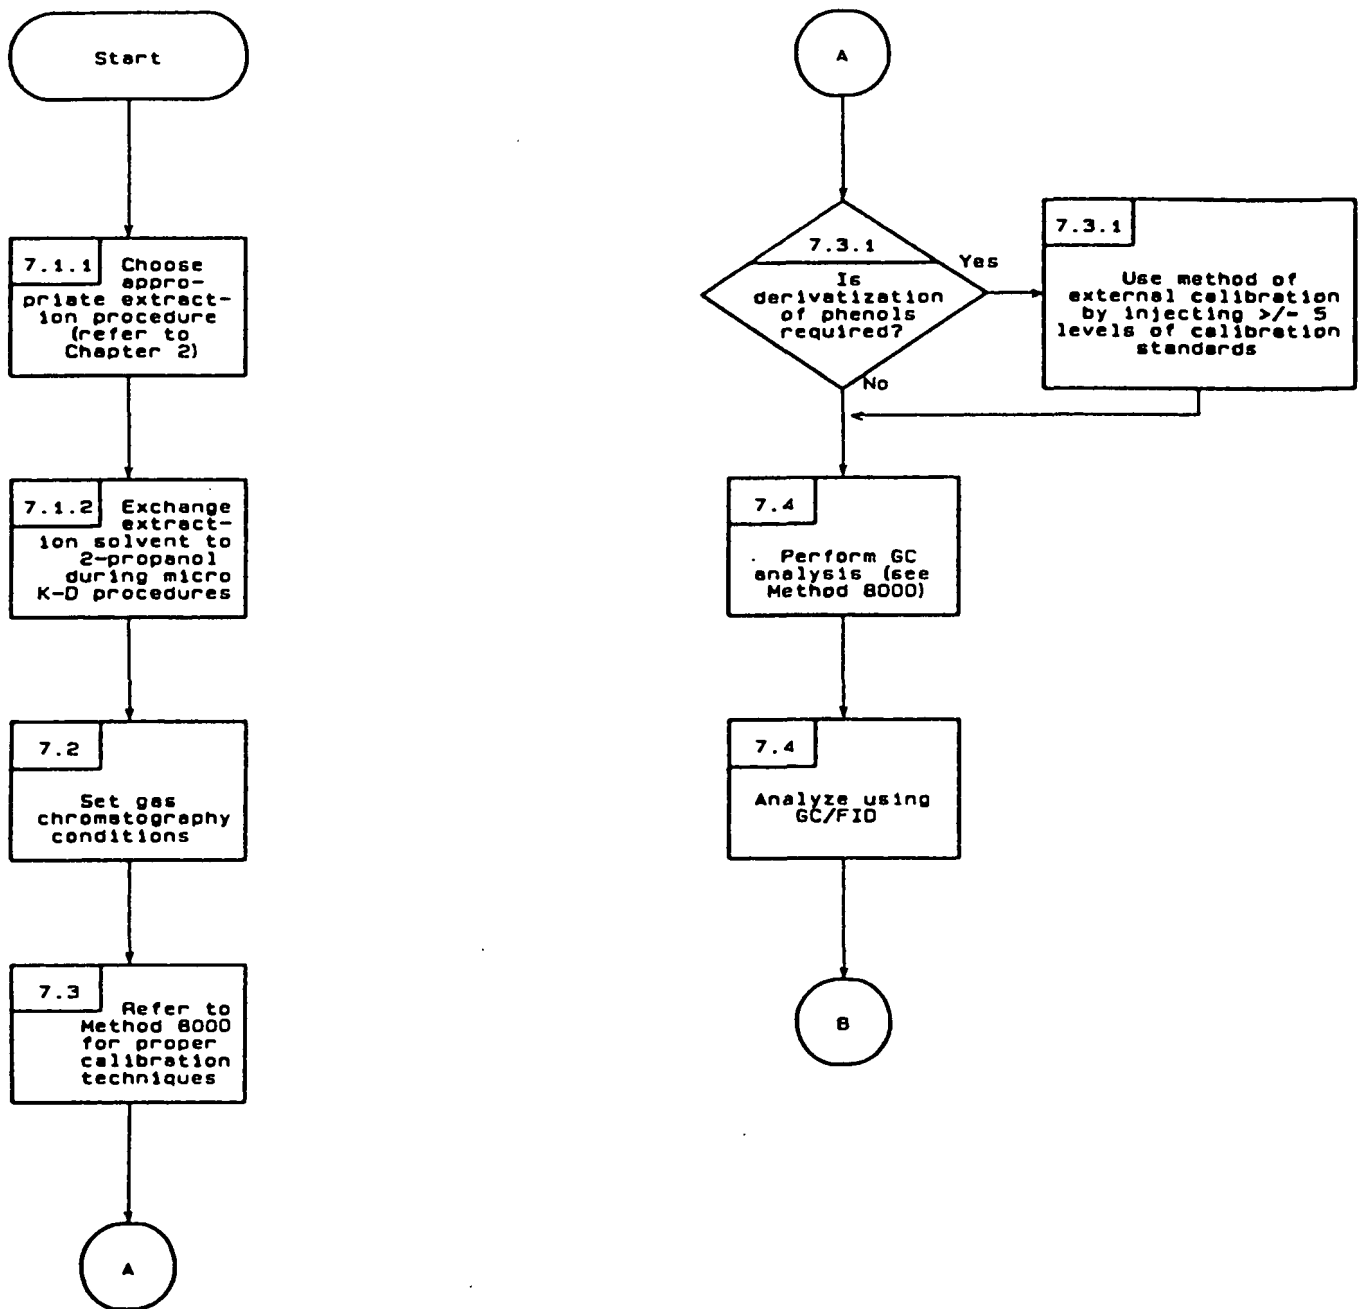 Start
7.1.1 Choose
appro-
priate extract-
ion procedure
(refer to
Chapter 2)
7.1.2 Exchange
extract-
ion solvent to
2-propanol
during micro
K-D procedures
7.2
Set gas
chromatography
conditions
7.3
Refer to
Method 8000
for proper
calibration
techniques
A
A
7.3.1
Is
derivatization
of phenols
required?
Yes
No
7.3.1
Use method of
external calibration
by injecting >/- 5
levels of calibration
standards
7.4
Perform GC
analysis (see
Method 8000)
7.4
Analyze using
GC/FID
B